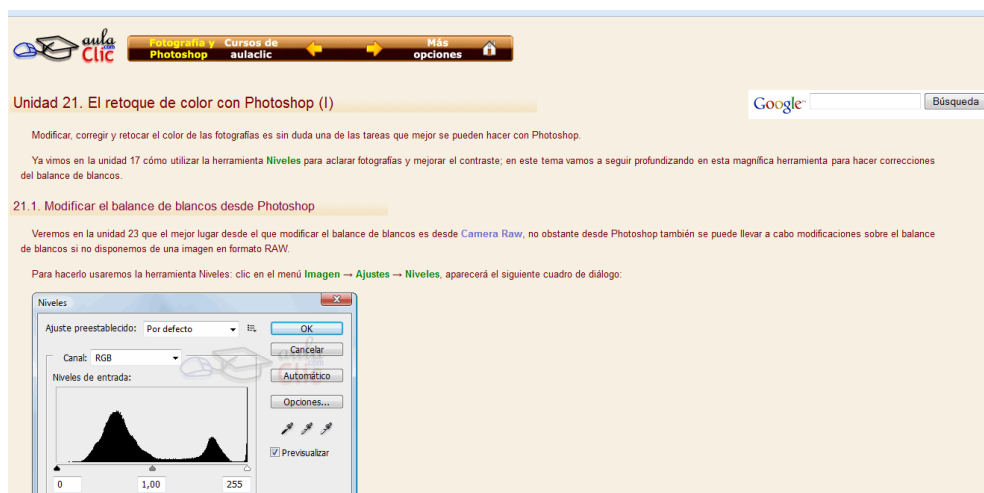 aula
Clic
.com
Fotografía y Photoshop
Cursos de aulaclic
Más opciones
Unidad 21. El retoque de color con Photoshop (I)
Google
Búsqueda
Modificar, corregir y retocar el color de las fotografías es sin duda una de las tareas que mejor se pueden hacer con Photoshop.
Ya vimos en la unidad 17 cómo utilizar la herramienta Niveles para aclarar fotografías y mejorar el contraste; en este tema vamos a seguir profundizando en esta magnífica herramienta para hacer correcciones
del balance de blancos.
21.1. Modificar el balance de blancos desde Photoshop
Veremos en la unidad 23 que el mejor lugar desde el que modificar el balance de blancos es desde Camera Raw, no obstante desde Photoshop también se puede llevar a cabo modificaciones sobre el balance
de blancos si no disponemos de una imagen en formato RAW.
Para hacerlo usaremos la herramienta Niveles: clic en el menú Imagen → Ajustes → Niveles, aparecerá el siguiente cuadro de diálogo:
Niveles
Ajuste preestablecido: Por defecto
OK
Cancelar
Canal: RGB
aula
Clic
Automático
Niveles de entrada:
Opciones...
Previsualizar
0 1,00 255